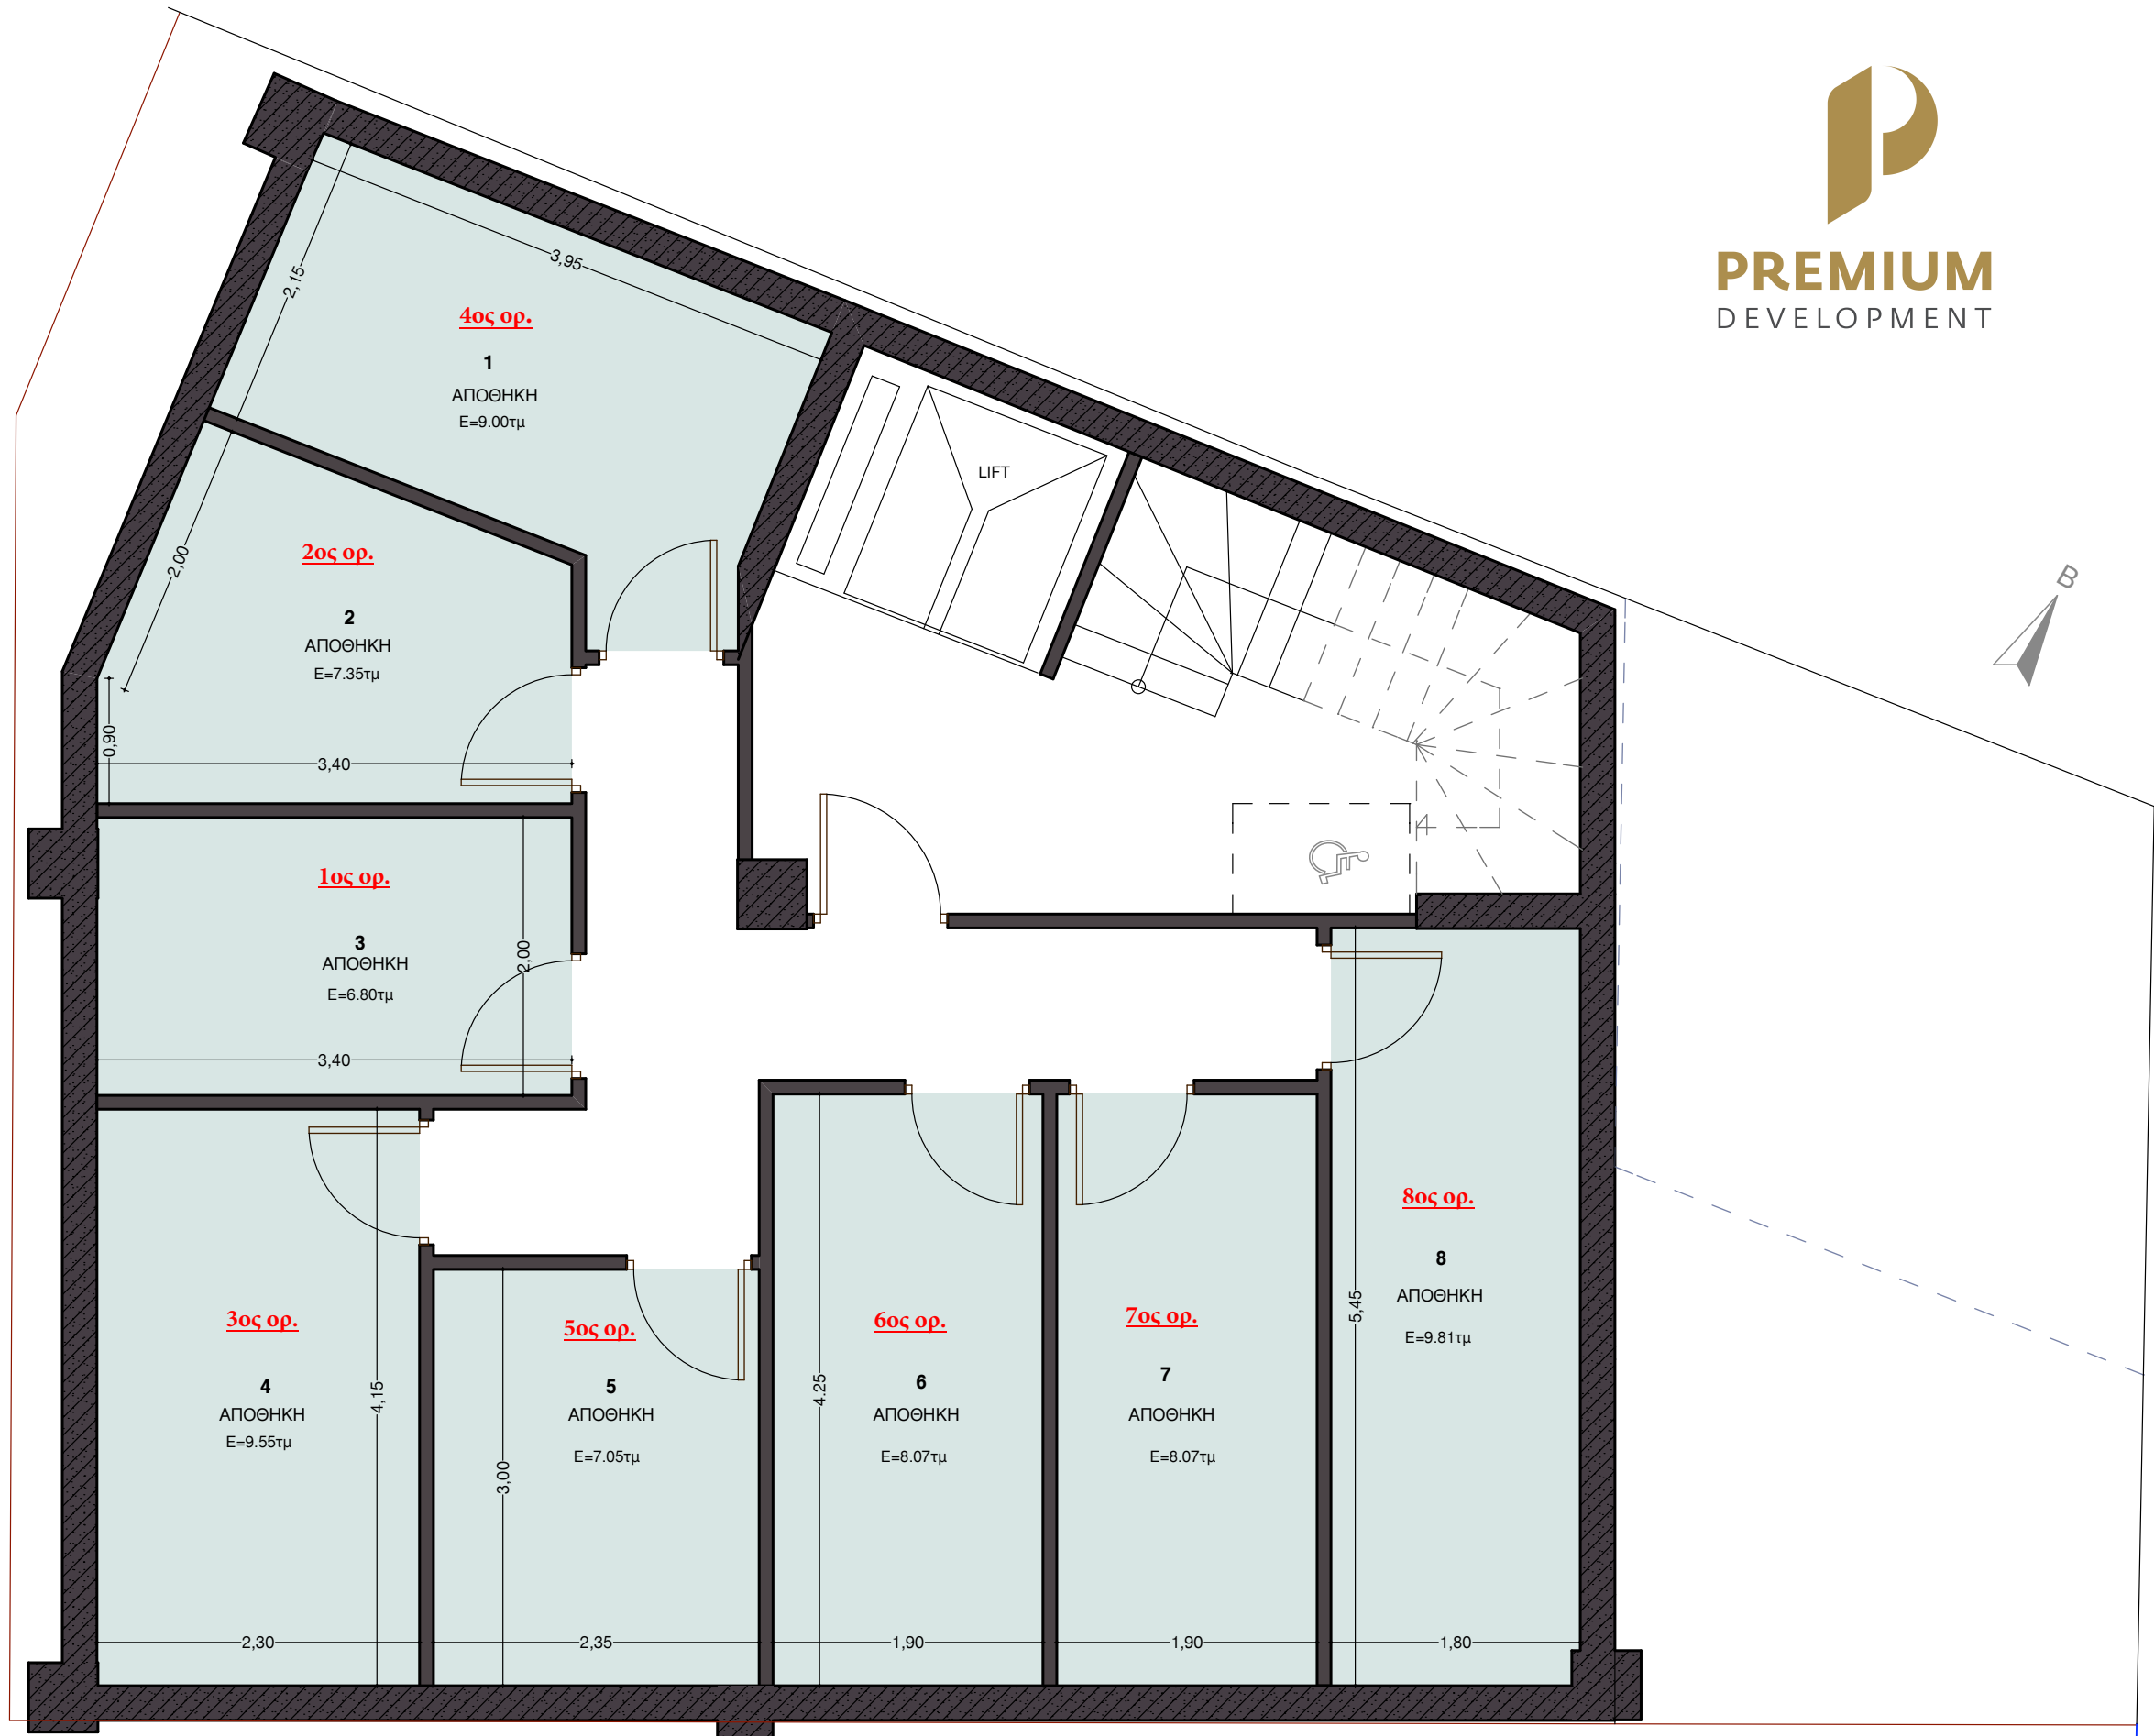 PREMIUM
DEVELOPMENT
B
3,95
2,15
4ος ορ.
1
ΑΠΟΘΗΚΗ
E=9.00τμ
LIFT
2,00
2ος ορ.
2
ΑΠΟΘΗΚΗ
E=7.35τμ
0,90
3,40
1ος ορ.
3
ΑΠΟΘΗΚΗ
E=6.80τμ
2,00
3,40
3ος ορ.
4
ΑΠΟΘΗΚΗ
E=9.55τμ
4,15
2,30
5ος ορ.
5
ΑΠΟΘΗΚΗ
E=7.05τμ
3,00
2,35
6ος ορ.
6
ΑΠΟΘΗΚΗ
E=8.07τμ
4.25
1,90
7ος ορ.
7
ΑΠΟΘΗΚΗ
E=8.07τμ
1,90
8ος ορ.
8
ΑΠΟΘΗΚΗ
E=9.81τμ
5,45
1,80